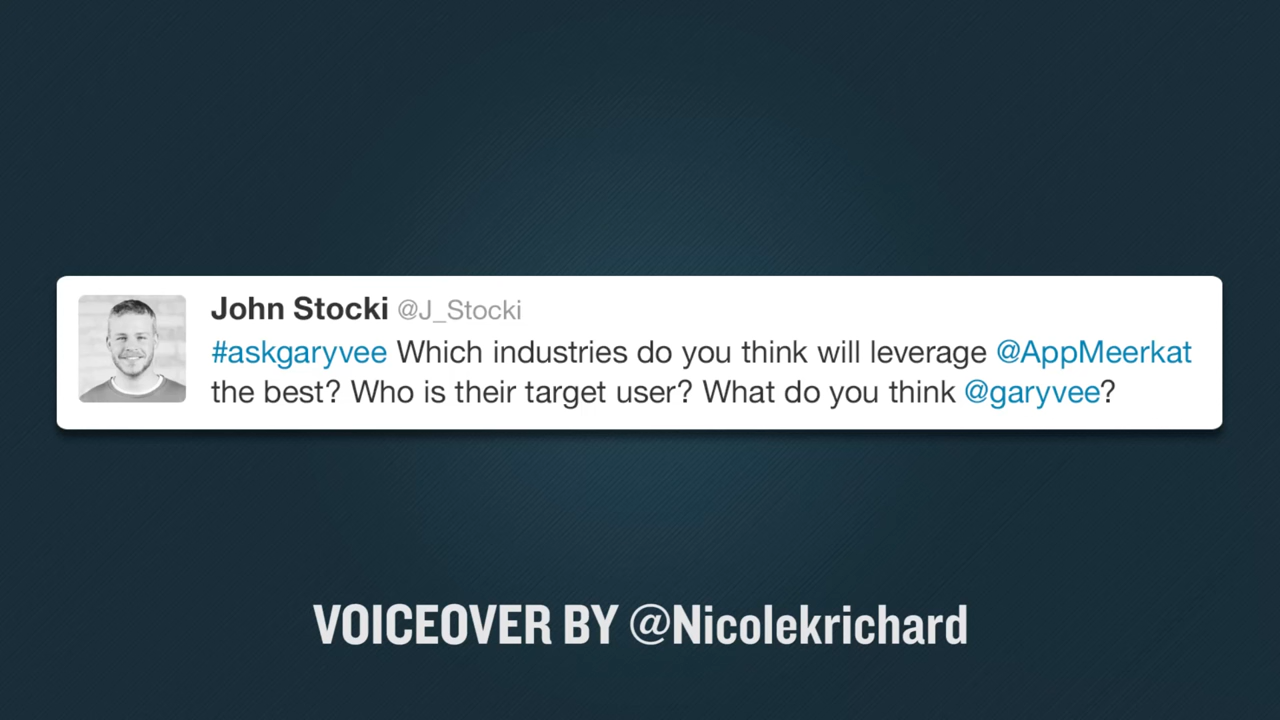 John Stocki @J_Stocki
#askgaryvee Which industries do you think will leverage @AppMeerkat
the best? Who is their target user? What do you think @garyvee?
VOICEOVER BY @Nicolekrichard